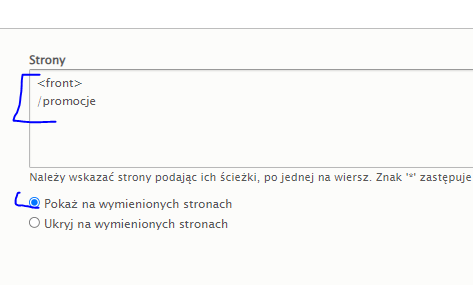 Strony
<front>
/promocje
Należy wskazać strony podając ich ścieżki, po jednej na wiersz. Znak '*' zastępuje
Pokaż na wymienionych stronach
Ukryj na wymienionych stronach